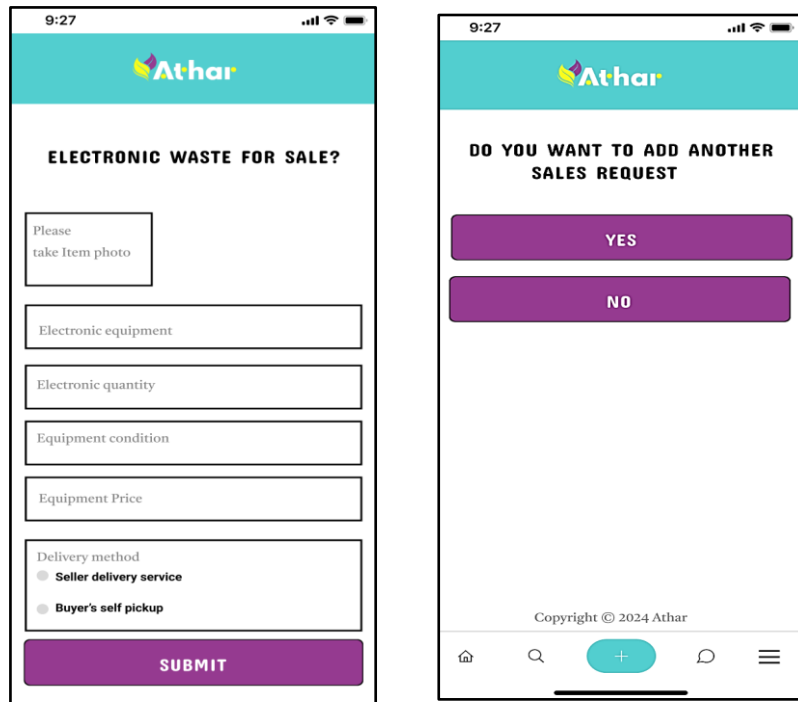 9:27
Athar
ELECTRONIC WASTE FOR SALE?
Please
take Item photo
Electronic equipment
Electronic quantity
Equipment condition
Equipment Price
Delivery method
Seller delivery service
Buyer's self pickup
SUBMIT
9:27
Athar
DO YOU WANT TO ADD ANOTHER
SALES REQUEST
YES
NO
Copyright © 2024 Athar